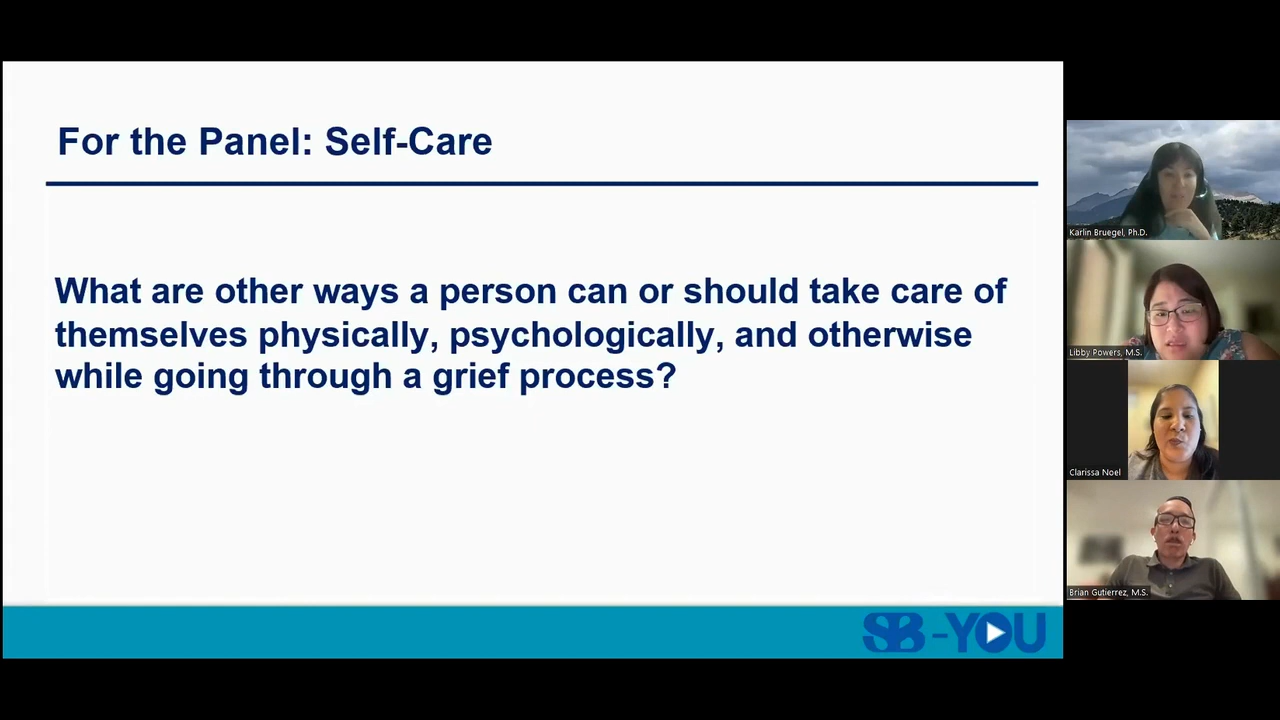 For the Panel: Self-Care
What are other ways a person can or should take care of
themselves physically, psychologically, and otherwise
while going through a grief process?
SB-YOU
Karlin Bruegel, Ph.D.
Libby Powers, M.S.
Clarissa Noel
Brian Gutierrez, M.S.